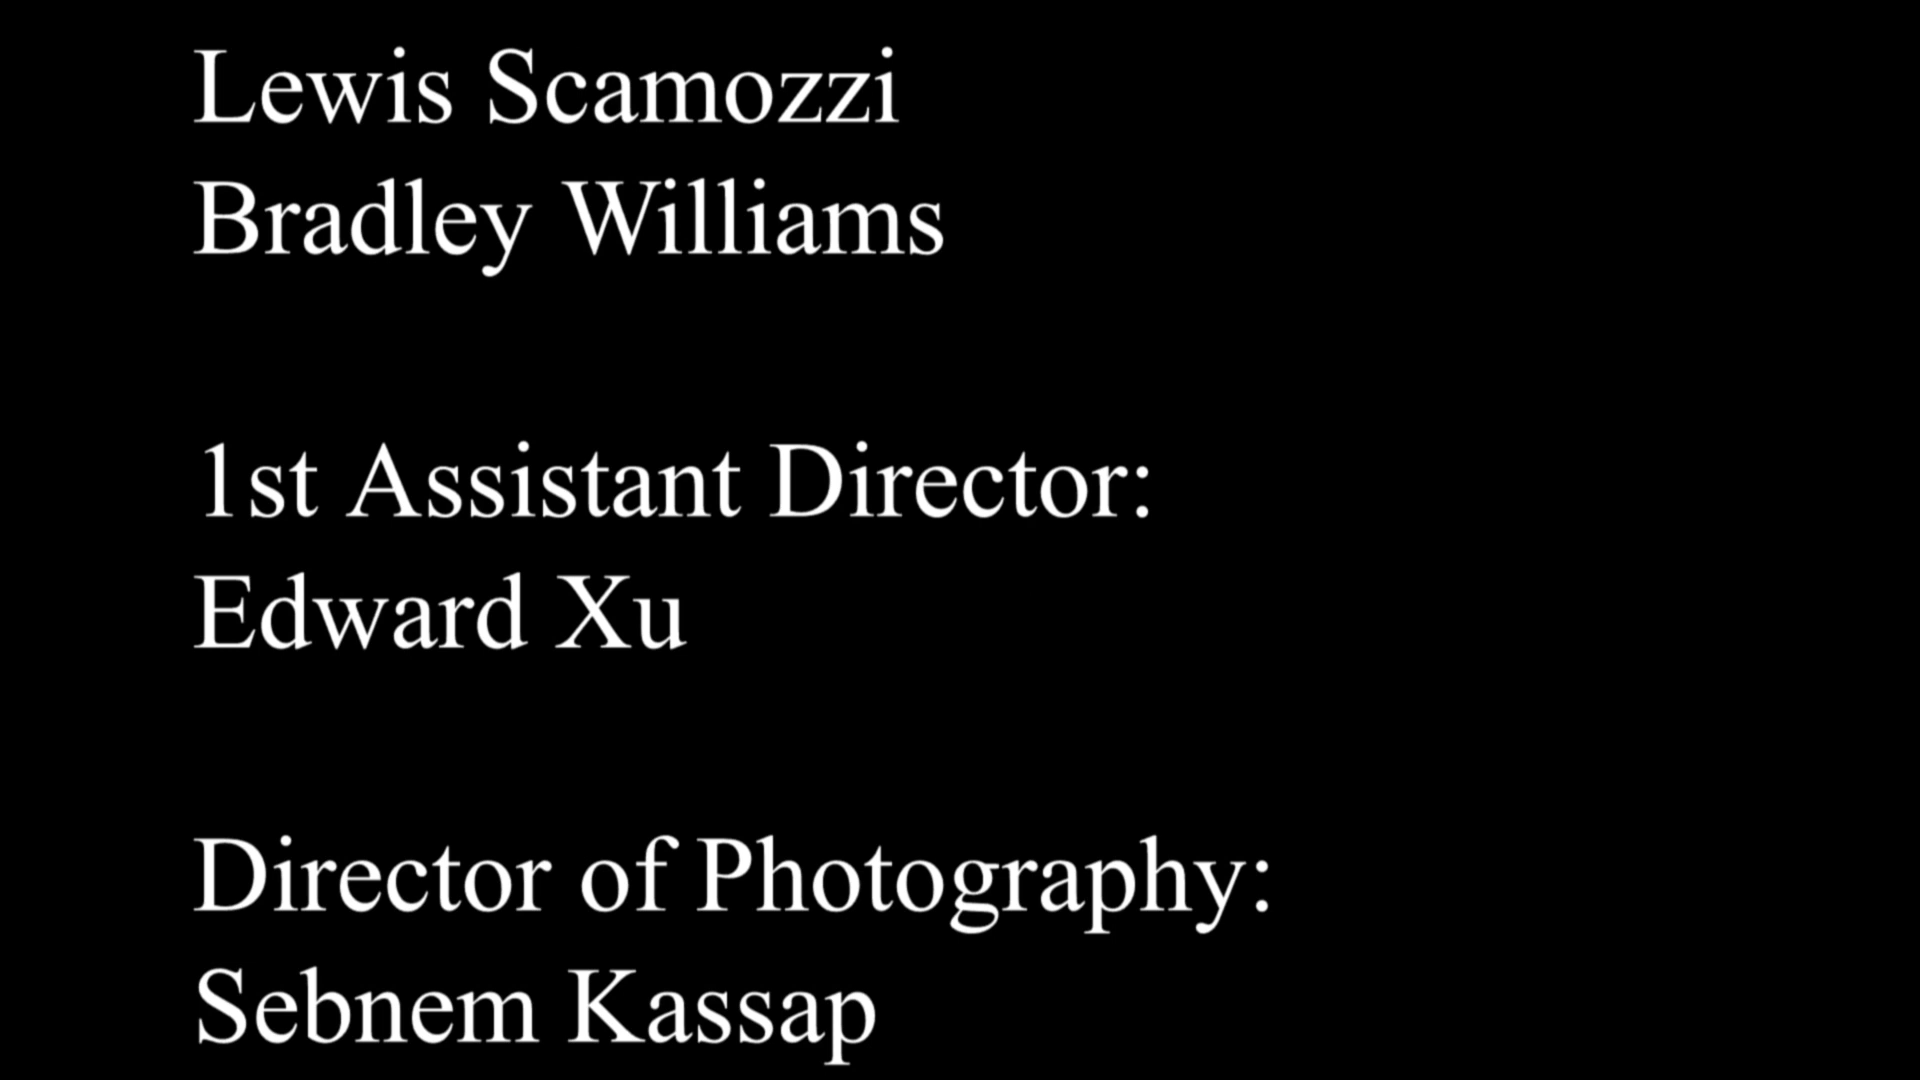 Lewis Scamozzi
Bradley Williams
1st Assistant Director:
Edward Xu
Director of Photography:
Sebnem Kassap